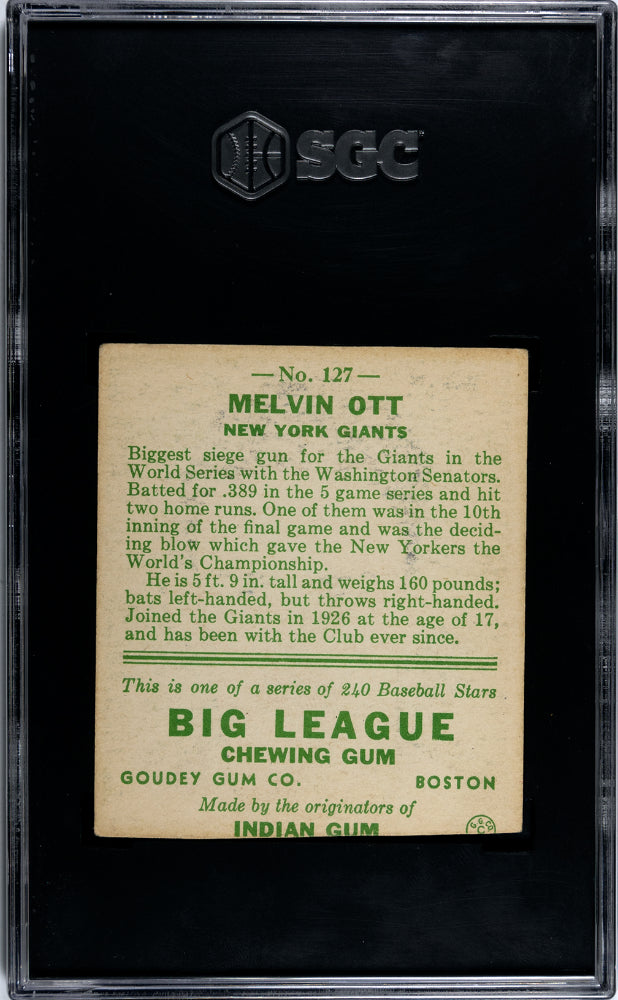 SGC
— No. 127 —
MELVIN OTT
NEW YORK GIANTS
Biggest siege gun for the Giants in the
World Series with the Washington Senators.
Batted for .389 in the 5 game series and hit
two home runs. One of them was in the 10th
inning of the final game and was the decid-
ing blow which gave the New Yorkers the
World's Championship.
He is 5 ft. 9 in. tall and weighs 160 pounds;
bats left-handed, but throws right-handed.
Joined the Giants in 1926 at the age of 17,
and has been with the Club ever since.
This is one of a series of 240 Baseball Stars
BIG LEAGUE
CHEWING GUM
GOUDEY GUM CO. BOSTON
Made by the originators of
INDIAN GUM
G. G. CO.
C